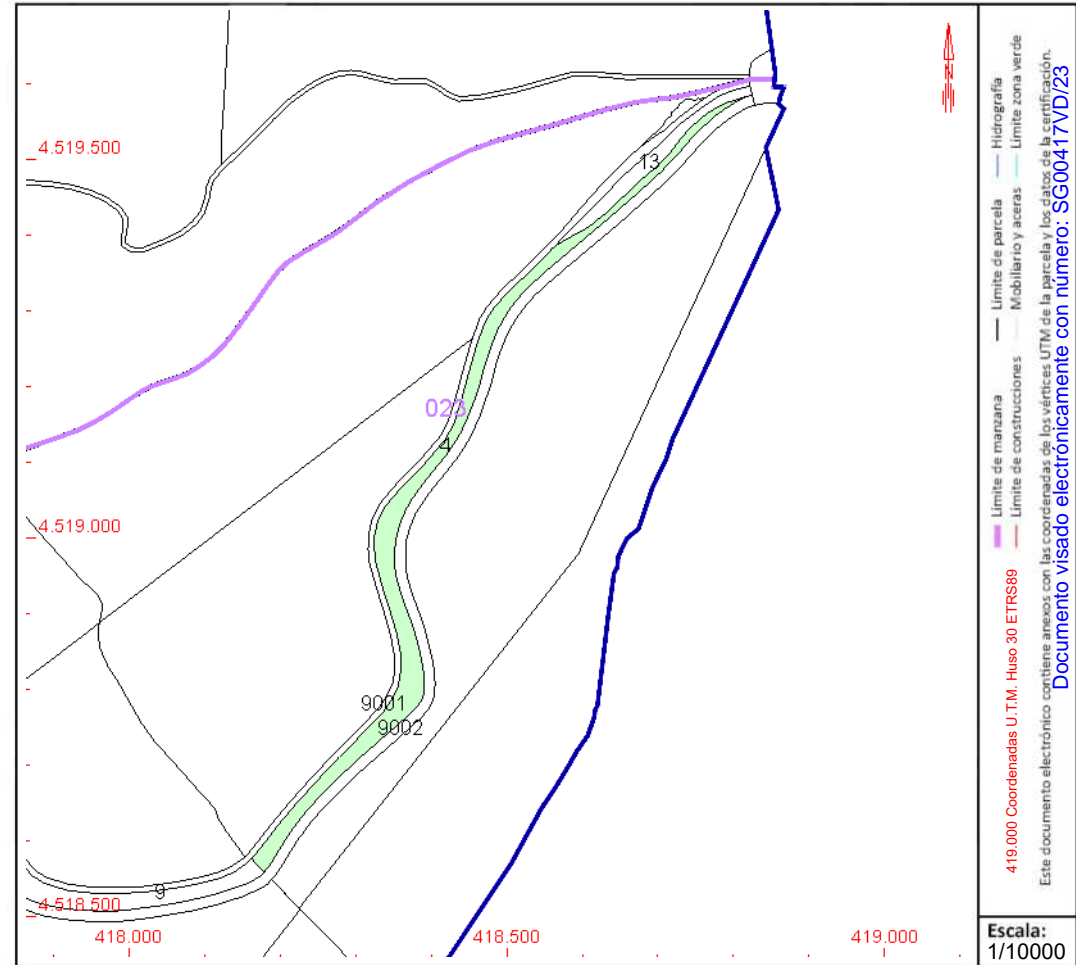 4.519.500
13
023
4
4.519.000
9001
9002
9
4.518.500
418.000
418.500
419.000
Límite de manzana
Límite de parcela
Hidrografía
Límite de construcciones
Mobiliario y aceras
Límite zona verde
419.000 Coordenadas U.T.M. Huso 30 ETRS89
Este documento electrónico contiene anexos con las coordenadas de los vértices UTM de la parcela y los datos de la certificación.
Documento visado electrónicamente con número: SG00417VD/23
Escala:
1/10000